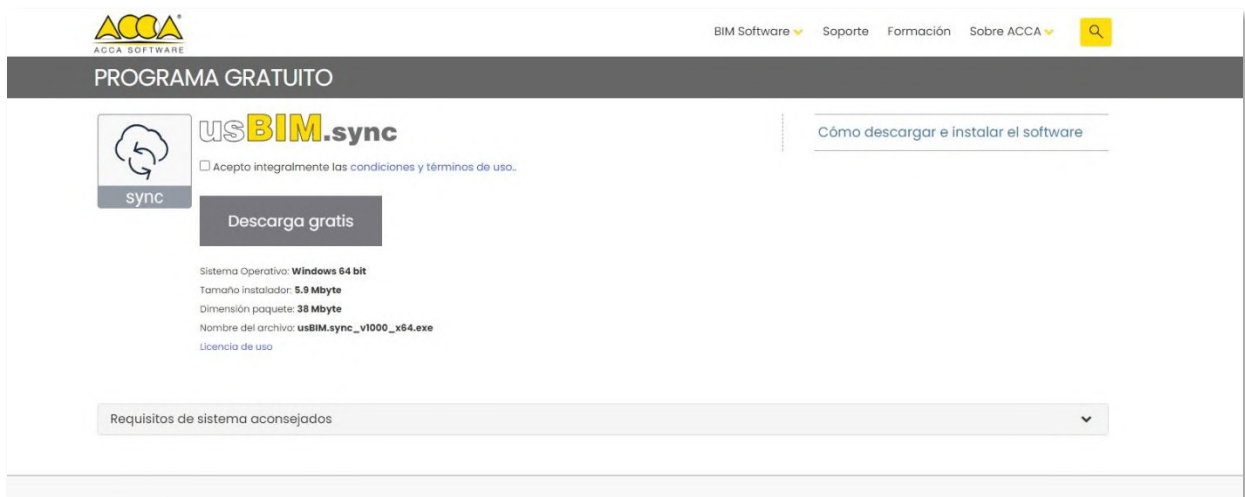 ACCA
ACCA SOFTWARE
BIM Software Soporte Formación Sobre ACCA
PROGRAMA GRATUITO
usBIM.sync
Cómo descargar e instalar el software
Acepto integralmente las condiciones y términos de uso..
sync
Descarga gratis
Sistema Operativo: Windows 64 bit
Tamaño instalador: 5.9 Mbyte
Dimensión paquete: 38 Mbyte
Nombre del archivo: usBIM.sync_v1000_x64.exe
Licencia de uso
Requisitos de sistema aconsejados